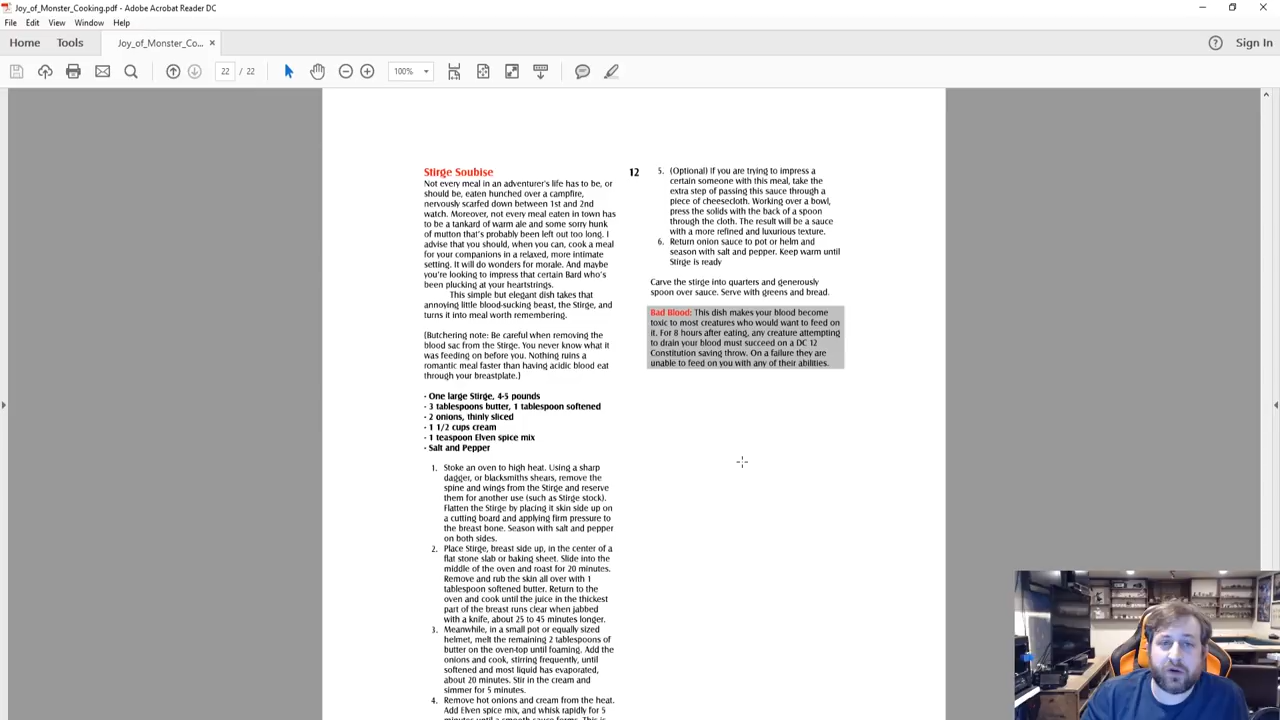 Joy_of_Monster_Cooking.pdf - Adobe Acrobat Reader DC
File Edit View Window Help
Home Tools Joy_of_Monster_Co... × Sign In
22 / 22 100%
Stirge Soubise
Not every meal in an adventurer's life has to be, or
should be, eaten hunched over a campfire,
nervously scarfed down between 1st and 2nd
watch. Moreover, not every meal eaten in town has
to be a tankard of warm ale and some sorry hunk
of mutton that's probably been left out too long. I
advise that you should, when you can, cook a meal
for your companions in a relaxed, more intimate
setting. It will do wonders for morale. And maybe
you're looking to impress that certain Bard who's
been plucking at your heartstrings.
This simple but elegant dish takes that
annoying little blood-sucking beast, the Stirge, and
turns it into meal worth remembering.
[Butchering note: Be careful when removing the
blood sac from the Stirge. You never know what it
was feeding on before you. Nothing ruins a
romantic meal faster than having acidic blood eat
through your breastplate.]
- One large Stirge, 4-5 pounds
- 3 tablespoons butter, 1 tablespoon softened
- 2 onions, thinly sliced
- 1 1/2 cups cream
- 1 teaspoon Elven spice mix
- Salt and Pepper
1. Stoke an oven to high heat. Using a sharp
dagger, or blacksmiths shears, remove the
spine and wings from the Stirge and reserve
them for another use (such as Stirge stock).
Flatten the Stirge by placing it skin side up on
a cutting board and applying firm pressure to
the breast bone. Season with salt and pepper
on both sides.
2. Place Stirge, breast side up, in the center of a
flat stone slab or baking sheet. Slide into the
middle of the oven and roast for 20 minutes.
Remove and rub the skin all over with 1
tablespoon softened butter. Return to the
oven and cook until the juice in the thickest
part of the breast runs clear when jabbed
with a knife, about 25 to 45 minutes longer.
3. Meanwhile, in a small pot or equally sized
helmet, melt the remaining 2 tablespoons of
butter on the oven-top until foaming. Add the
onions and cook, stirring frequently, until
softened and most liquid has evaporated,
about 20 minutes. Stir in the cream and
simmer for 5 minutes.
4. Remove hot onions and cream from the heat.
Add Elven spice mix, and whisk rapidly for 5
minutes until a smooth sauce forms. This is
12
5. (Optional) If you are trying to impress a
certain someone with this meal, take the
extra step of passing this sauce through a
piece of cheesecloth. Working over a bowl,
press the solids with the back of a spoon
through the cloth. The result will be a sauce
with a more refined and luxurious texture.
6. Return onion sauce to pot or helm and
season with salt and pepper. Keep warm until
Stirge is ready
Carve the stirge into quarters and generously
spoon over sauce. Serve with greens and bread.
Bad Blood: This dish makes your blood become
toxic to most creatures who would want to feed on
it. For 8 hours after eating, any creature attempting
to drain your blood must succeed on a DC 12
Constitution saving throw. On a failure they are
unable to feed on you with any of their abilities.